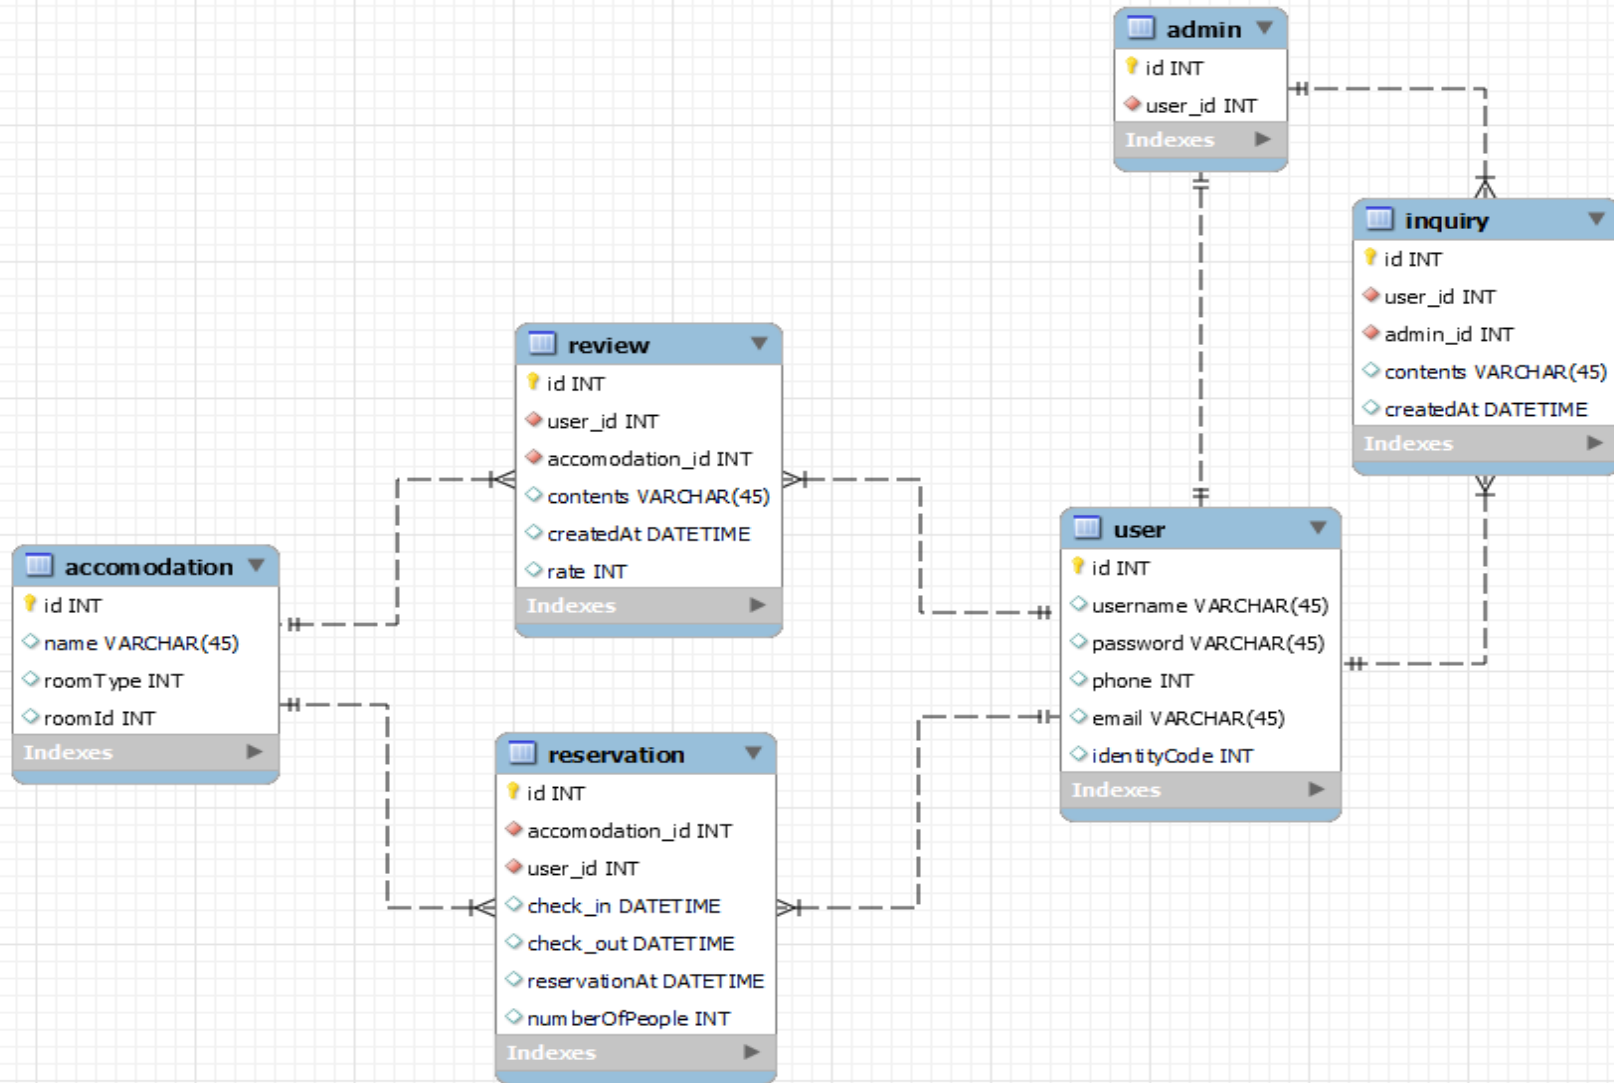 admin
id INT
user_id INT
Indexes
inquiry
id INT
user_id INT
admin_id INT
contents VARCHAR(45)
createdAt DATETIME
Indexes
review
id INT
user_id INT
accomodation_id INT
contents VARCHAR(45)
createdAt DATETIME
rate INT
Indexes
user
id INT
username VARCHAR(45)
password VARCHAR(45)
phone INT
email VARCHAR(45)
identityCode INT
Indexes
accomodation
id INT
name VARCHAR(45)
roomType INT
roomId INT
Indexes
reservation
id INT
accomodation_id INT
user_id INT
check_in DATETIME
check_out DATETIME
reservationAt DATETIME
numberOfPeople INT
Indexes